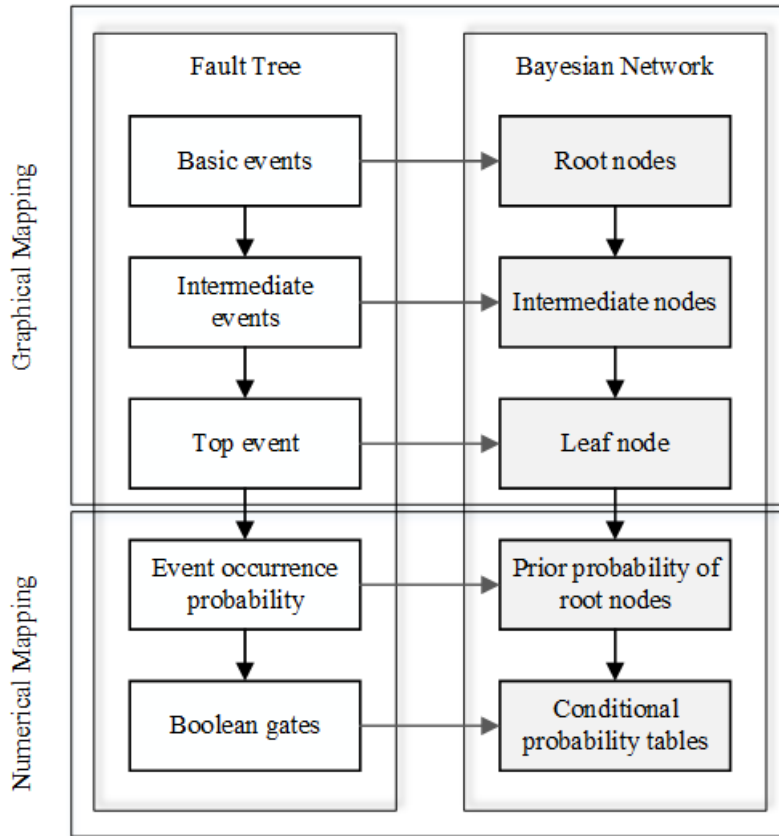 Fault Tree
Bayesian Network
Graphical Mapping
Basic events
Root nodes
Intermediate
events
Intermediate nodes
Top event
Leaf node
Numerical Mapping
Event occurrence
probability
Prior probability of
root nodes
Boolean gates
Conditional
probability tables